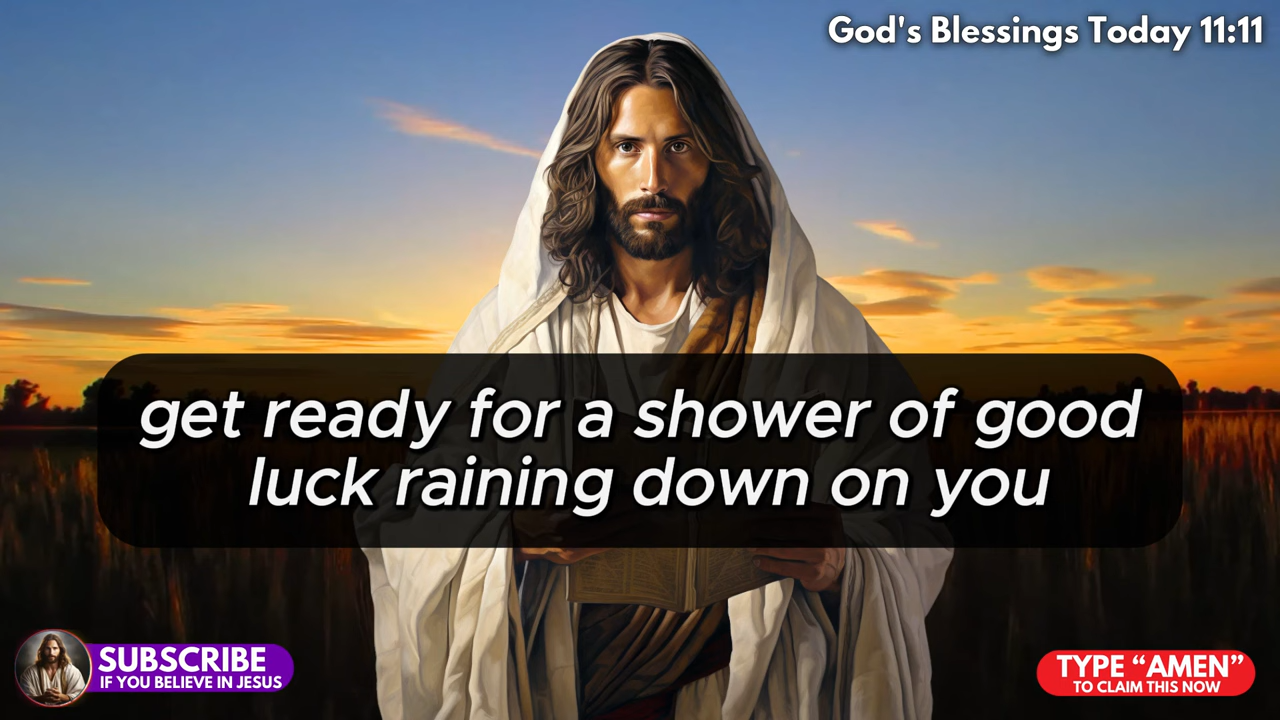 God's Blessings Today 11:11
get ready for a shower of good
luck raining down on you
SUBSCRIBE
IF YOU BELIEVE IN JESUS
TYPE “AMEN”
TO CLAIM THIS NOW